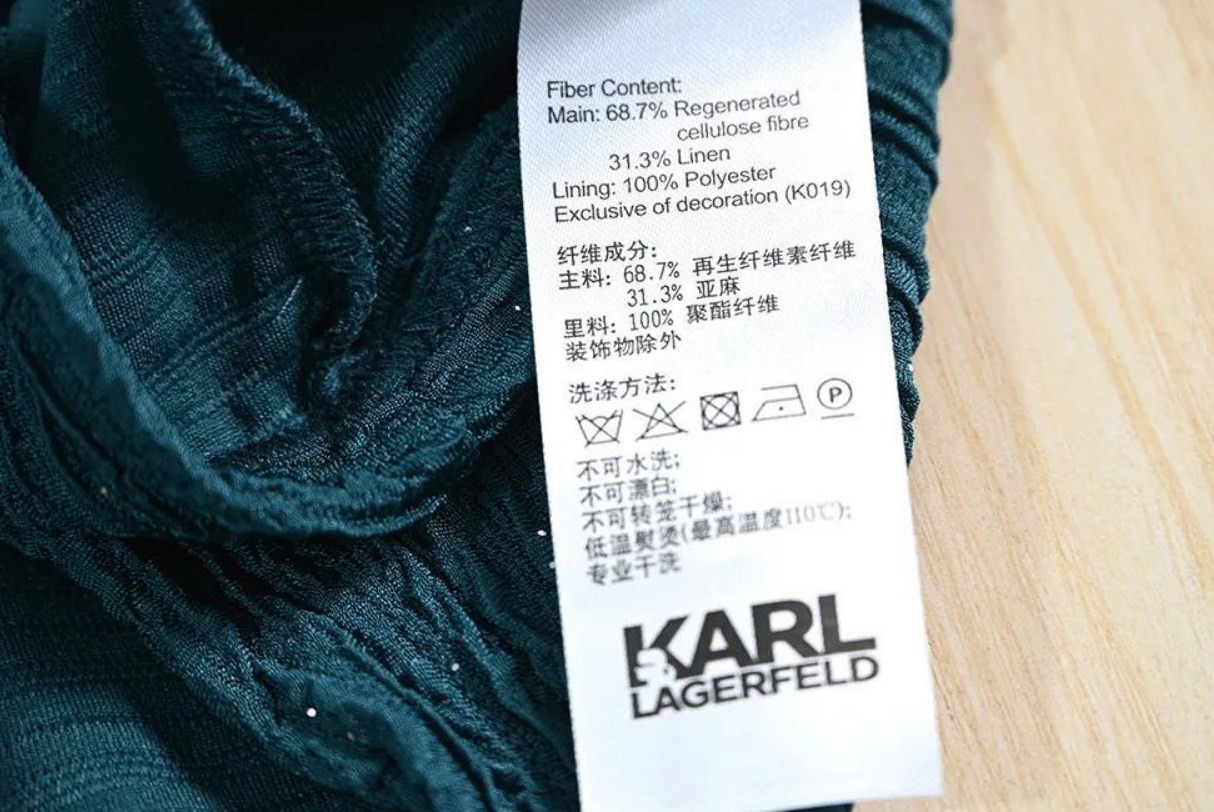 Fiber Content:
Main: 68.7% Regenerated
cellulose fibre
31.3% Linen
Lining: 100% Polyester
Exclusive of decoration (K019)
纤维成分:
主料: 68.7% 再生纤维素纤维
31.3% 亚麻
里料: 100% 聚酯纤维
装饰物除外
洗涤方法:
P
不可水洗;
不可漂白;
不可转笼干燥;
低温熨烫(最高温度110℃);
专业干洗
KARL
LAGERFELD